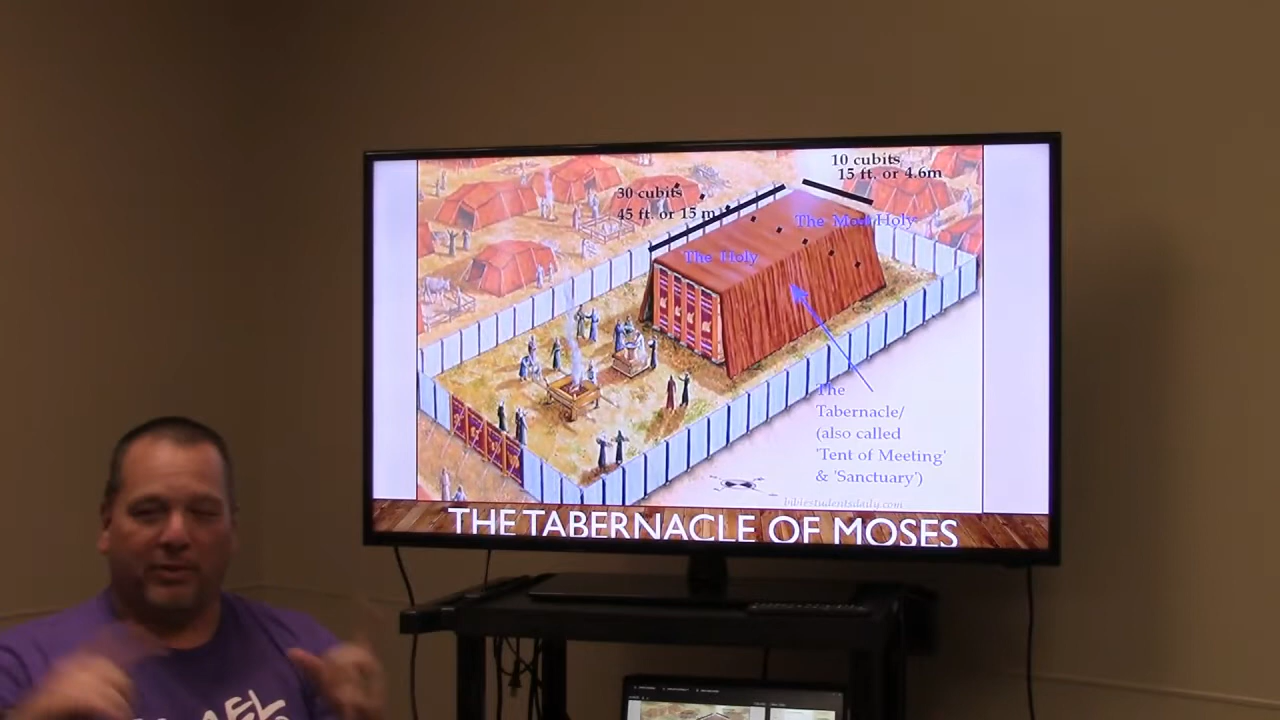 10 cubits
15 ft. or 4.6m
30 cubits
45 ft. or 15 m
The Most Holy
The Holy
The
Tabernacle/
(also called
'Tent of Meeting'
& 'Sanctuary')
biblestudentsdaily.com
THE TABERNACLE OF MOSES